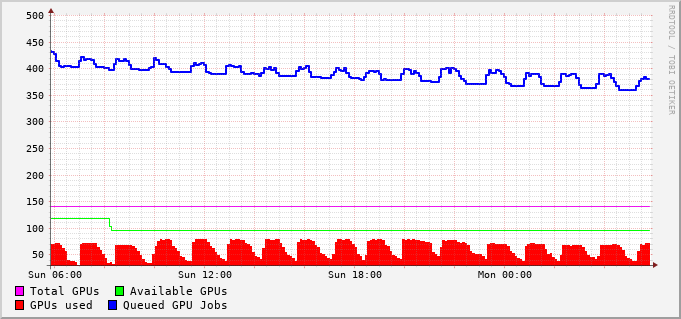 500
450
400
350
300
250
200
150
100
50
Sun 06:00 Sun 12:00 Sun 18:00 Mon 00:00
Total GPUs Available GPUs
GPUs used Queued GPU Jobs
RRDTOOL / TOBI OETIKER